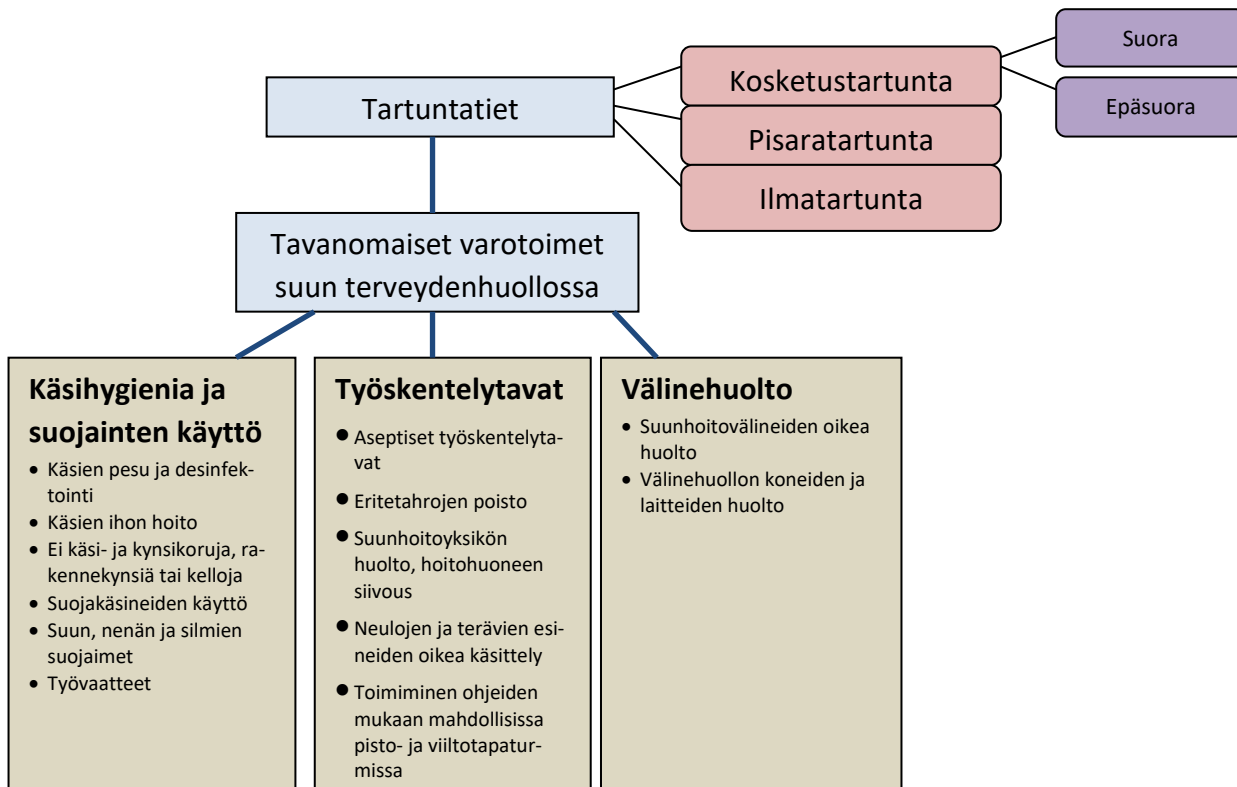 Suora
Epäsuora
Tartuntatiet
Kosketustartunta
Pisaratartunta
Ilmatartunta
Tavanomaiset varotoimet
suun terveydenhuollossa
Käsihygienia ja
suojainten käyttö
• Käsien pesu ja desinfek-
tointi
• Käsien ihon hoito
• Ei käsi- ja kynsikoruja, ra-
kennekynsiä tai kelloja
• Suojakäsineiden käyttö
• Suun, nenän ja silmien
suojaimet
• Työvaatteet
Työskentelytavat
• Aseptiset työskentelyta-
vat
• Eritetahrojen poisto
• Suunhoitoyksikön
huolto, hoitohuoneen
siivous
• Neulojen ja terävien esi-
neiden oikea käsittely
• Toimiminen ohjeiden
mukaan mahdollisissa
pisto- ja viiltotapatur-
missa
Välinehuolto
• Suunhoitovälineiden oikea
huolto
• Välinehuollon koneiden ja
laitteiden huolto